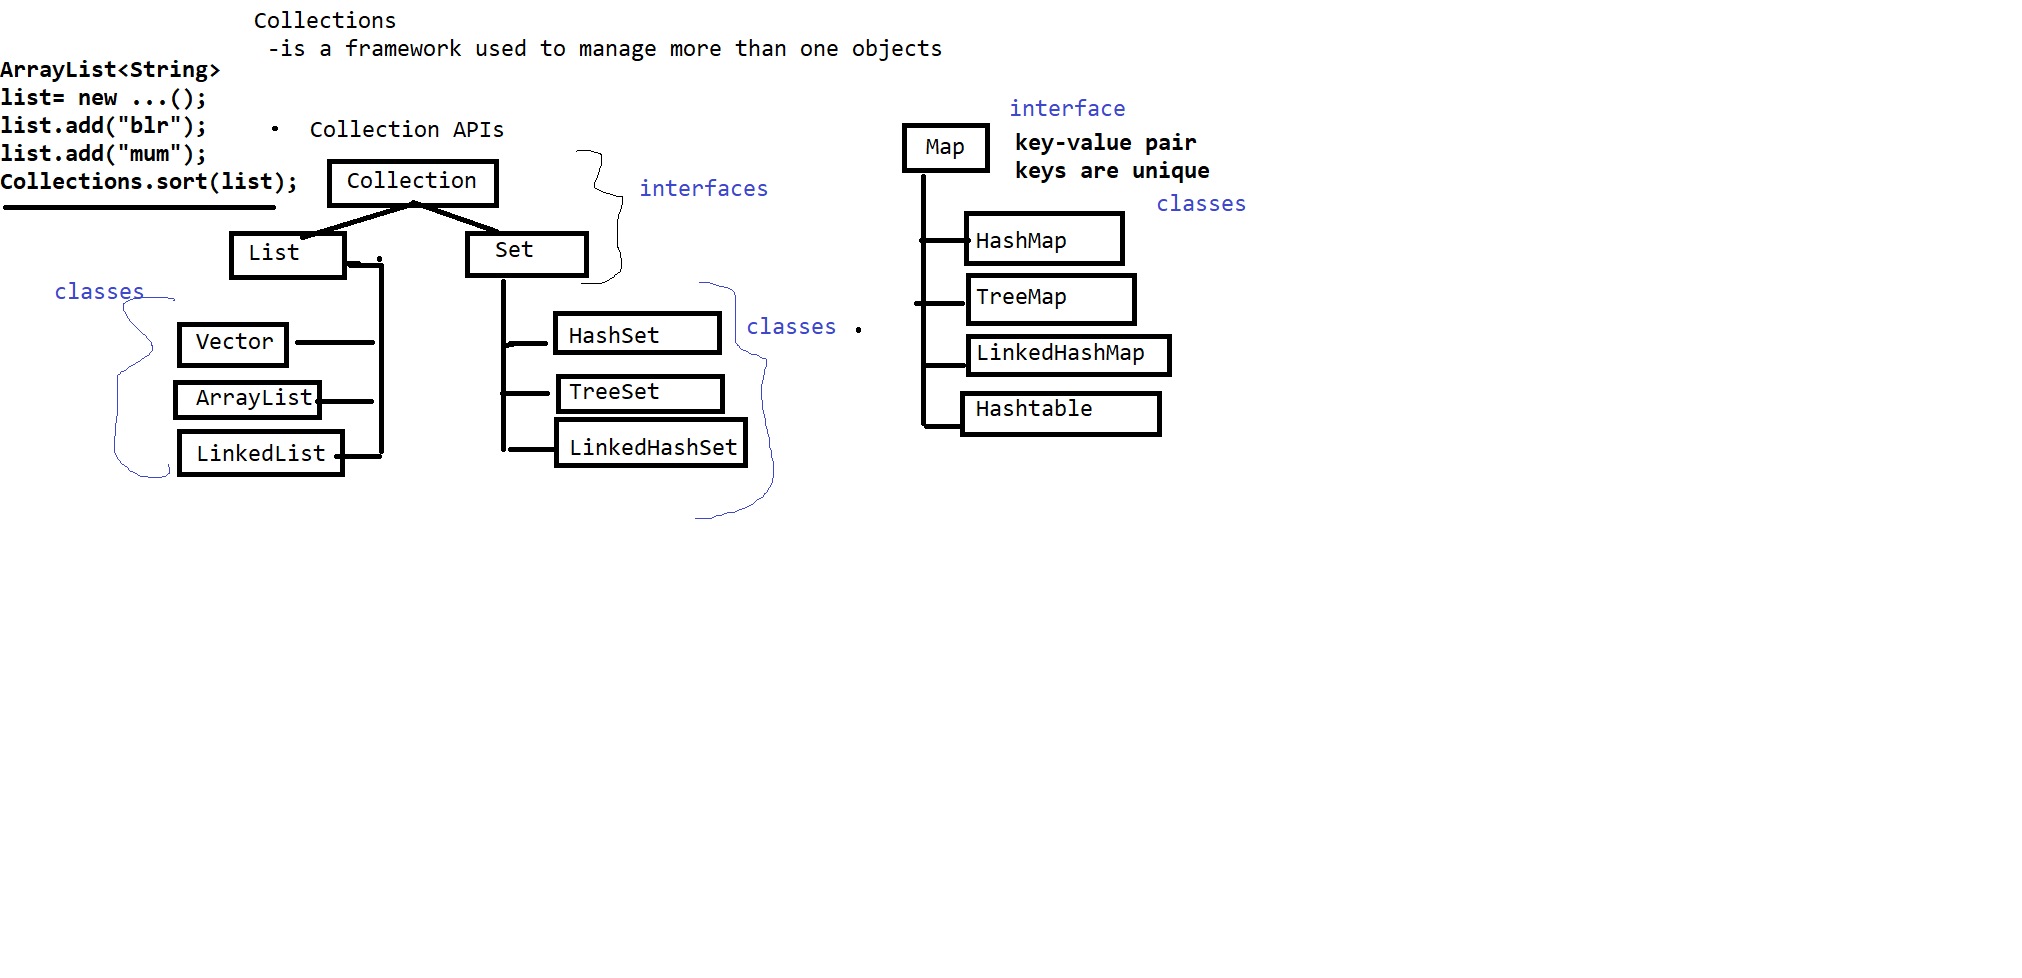 Collections
-is a framework used to manage more than one objects
ArrayList<String>
list= new ...();
list.add("blr");
list.add("mum");
Collections.sort(list);
Collection APIs
Collection
interfaces
List
Set
classes
Vector
ArrayList
LinkedList
HashSet
TreeSet
LinkedHashSet
classes
interface
Map
key-value pair
keys are unique
classes
HashMap
TreeMap
LinkedHashMap
Hashtable